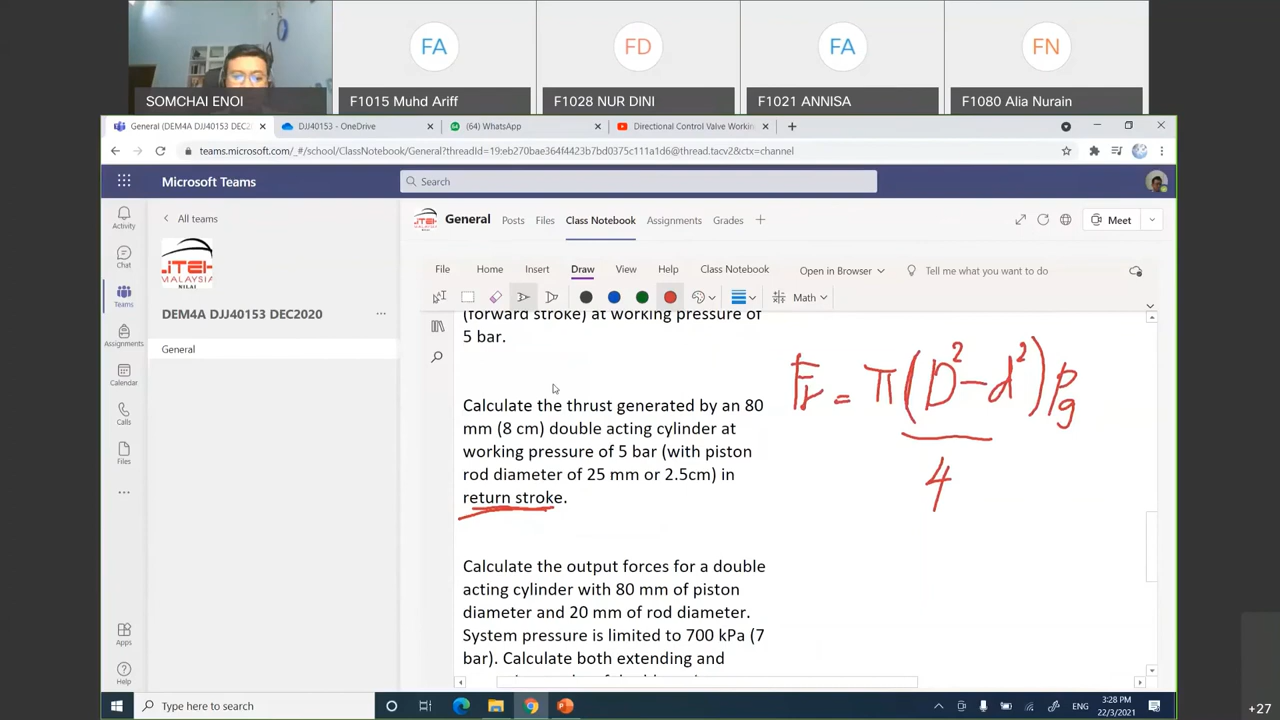 FA
FD
FA
FN
SOMCHAI ENOI
F1015 Muhd Ariff
F1028 NUR DINI
F1021 ANNISA
F1080 Alia Nurain
General (DEM4A DJJ40153 DEC2
DJJ40153 - OneDrive
(64) WhatsApp
Directional Control Valve Workin
teams.microsoft.com/_#/school/ClassNotebook/General?threadId=19:eb270bae364f4423b7bd0375c111a1d6@thread.tacv2&ctx=channel
Microsoft Teams
Search
Activity
Chat
Teams
Assignments
Calendar
Calls
Files
Apps
Help
All teams
MALAYSIA
NILAI
DEM4A DJJ40153 DEC2020
General
General Posts Files Class Notebook Assignments Grades
Meet
File Home Insert Draw View Help Class Notebook Open in Browser Tell me what you want to do
Math
(forward stroke) at working pressure of
5 bar.
Calculate the thrust generated by an 80
mm (8 cm) double acting cylinder at
working pressure of 5 bar (with piston
rod diameter of 25 mm or 2.5cm) in
return stroke.
Calculate the output forces for a double
acting cylinder with 80 mm of piston
diameter and 20 mm of rod diameter.
System pressure is limited to 700 kPa (7
bar). Calculate both extending and
Fr = π(D²-d²)pg
4
Type here to search
ENG
3:28 PM
22/3/2021
+27